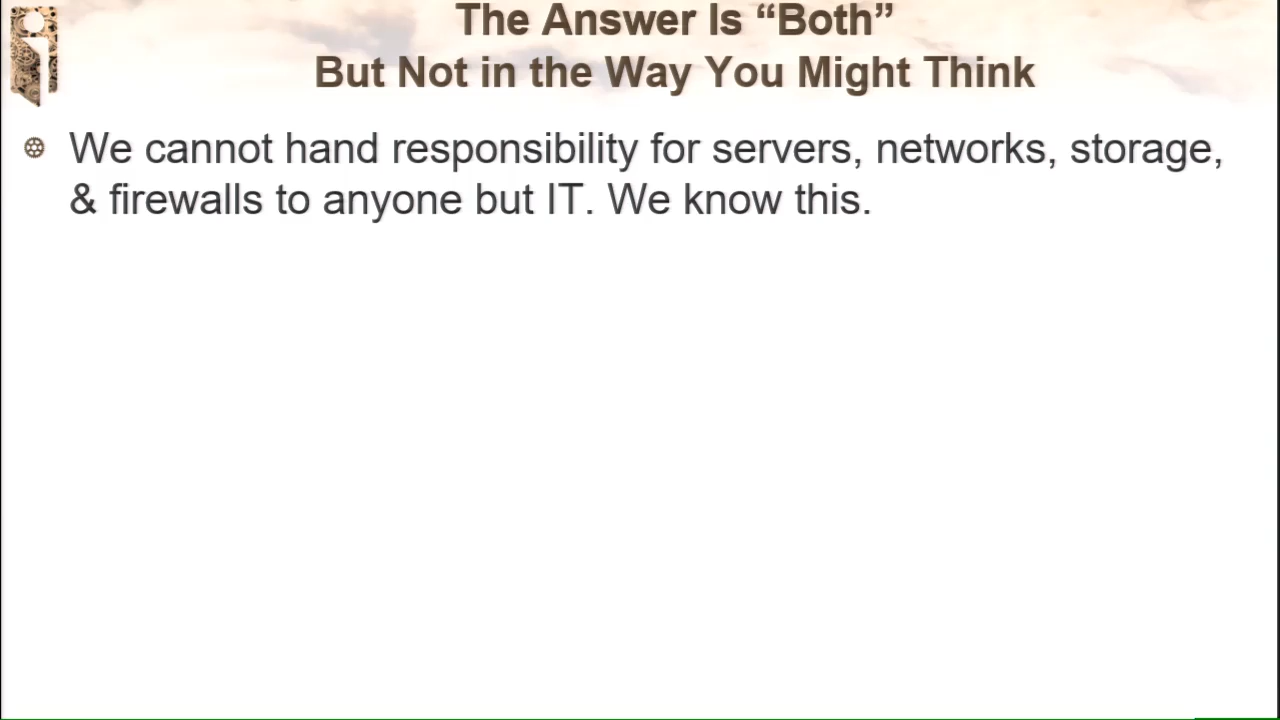 The Answer Is “Both”
But Not in the Way You Might Think
We cannot hand responsibility for servers, networks, storage,
& firewalls to anyone but IT. We know this.